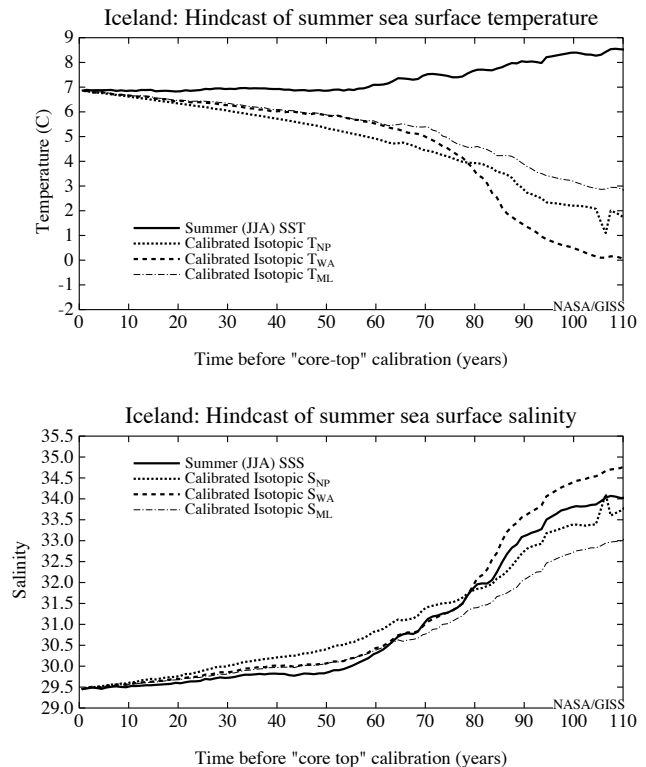 Iceland: Hindcast of summer sea surface temperature
9
8
7
6
5
4
3
2
1
0
-1
-2
Temperature (C)
Summer (JJA) SST
Calibrated Isotopic T_NP
Calibrated Isotopic T_WA
Calibrated Isotopic T_ML
NASA/GISS
0 10 20 30 40 50 60 70 80 90 100 110
Time before "core-top" calibration (years)
Iceland: Hindcast of summer sea surface salinity
35.5
35.0
34.5
34.0
33.5
33.0
32.5
32.0
31.5
31.0
30.5
30.0
29.5
29.0
Salinity
Summer (JJA) SSS
Calibrated Isotopic S_NP
Calibrated Isotopic S_WA
Calibrated Isotopic S_ML
NASA/GISS
0 10 20 30 40 50 60 70 80 90 100 110
Time before "core top" calibration (years)